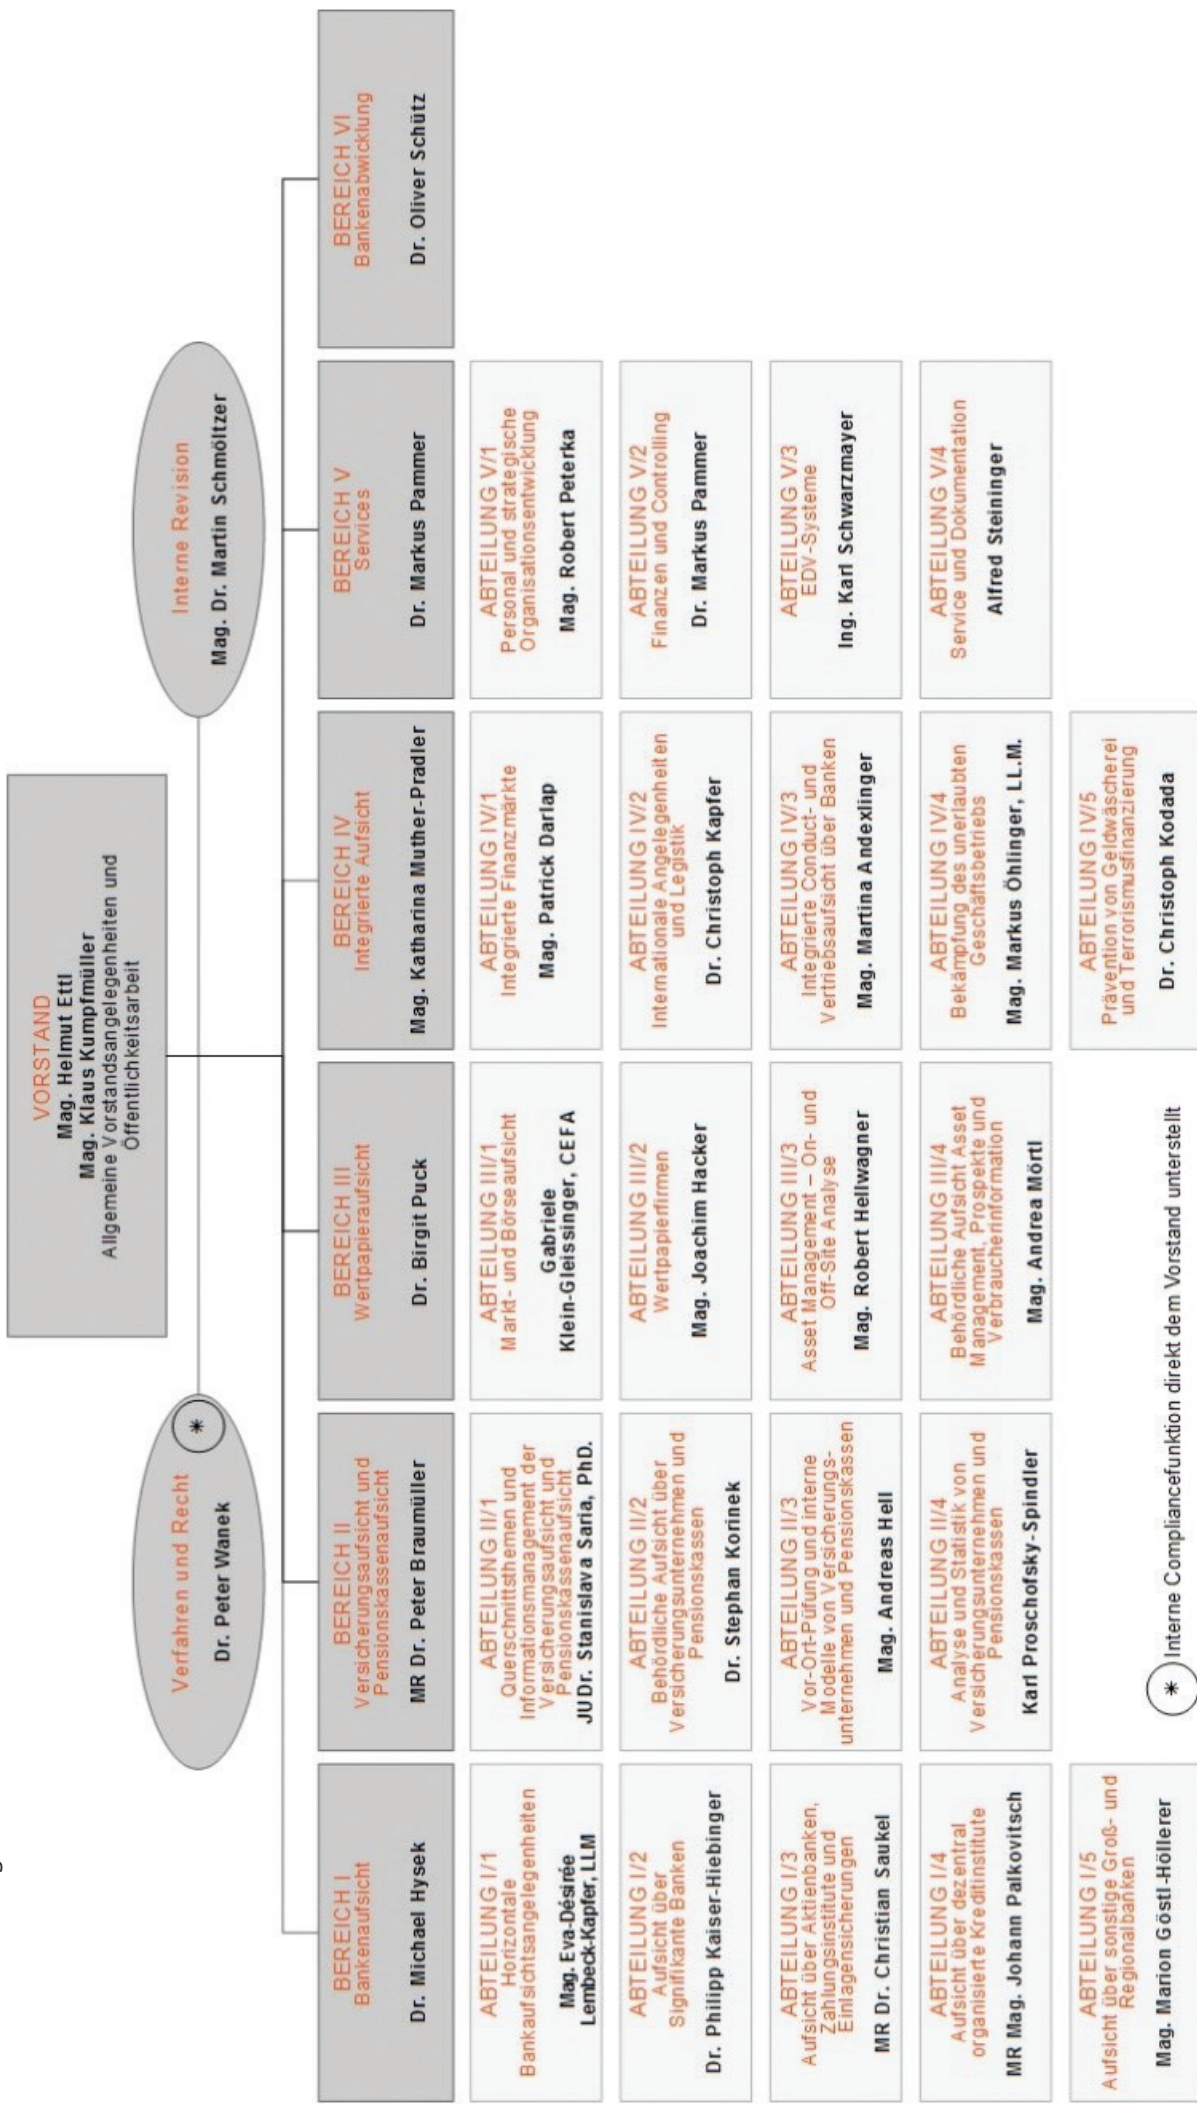 VORSTAND
Mag. Helmut Ettl
Mag. Klaus Kumpfmüller
Allgemeine Vorstandsangelegenheiten und
Öffentlichkeitsarbeit
Verfahren und Recht
Dr. Peter Wanek
*
Interne Revision
Mag. Dr. Martin Schmöltzer
BEREICH I
Bankenaufsicht
Dr. Michael Hysek
ABTEILUNG I/1
Horizontale
Bankaufsichtsangelegenheiten
Mag. Eva-Désirée
Lembeck-Kapfer, LLM
ABTEILUNG I/2
Aufsicht über
Signifikante Banken
Dr. Philipp Kaiser-Hiebinger
ABTEILUNG I/3
Aufsicht über Aktienbanken,
Zahlungsinstitute und
Einlagensicherungen
MR Dr. Christian Saukel
ABTEILUNG I/4
Aufsicht über dezentral
organisierte Kreditinstitute
MR Mag. Johann Palkovitsch
ABTEILUNG I/5
Aufsicht über sonstige Groß- und
Regionalbanken
Mag. Marion Göstl-Höllerer
BEREICH II
Versicherungsaufsicht und
Pensionskassenaufsicht
MR Dr. Peter Braumüller
ABTEILUNG II/1
Querschnittsthemen und
Informationsmanagement der
Versicherungsaufsicht und
Pensionskassenaufsicht
JUDr. Stanislava Saria, PhD.
ABTEILUNG II/2
Behördliche Aufsicht über
Versicherungsunternehmen und
Pensionskassen
Dr. Stephan Korinek
ABTEILUNG II/3
Vor-Ort-Püfung und interne
Modelle von Versicherungs-
unternehmen und Pensionskassen
Mag. Andreas Hell
ABTEILUNG II/4
Analyse und Statistik von
Versicherungsunternehmen und
Pensionskassen
Karl Proschofsky-Spindler
BEREICH III
Wertpapieraufsicht
Dr. Birgit Puck
ABTEILUNG III/1
Markt- und Börseaufsicht
Gabriele
Klein-Gleissinger, CEFA
ABTEILUNG III/2
Wertpapierfirmen
Mag. Joachim Hacker
ABTEILUNG III/3
Asset Management – On- und
Off-Site Analyse
Mag. Robert Hellwagner
ABTEILUNG III/4
Behördliche Aufsicht Asset
Management, Prospekte und
Verbraucherinformation
Mag. Andrea Mörtl
BEREICH IV
Integrierte Aufsicht
Mag. Katharina Muther-Pradler
ABTEILUNG IV/1
Integrierte Finanzmärkte
Mag. Patrick Darlap
ABTEILUNG IV/2
Internationale Angelegenheiten
und Legistik
Dr. Christoph Kapfer
ABTEILUNG IV/3
Integrierte Conduct- und
Vertriebsaufsicht über Banken
Mag. Martina Andexlinger
ABTEILUNG IV/4
Bekämpfung des unerlaubten
Geschäftsbetriebs
Mag. Markus Öhlinger, LL.M.
ABTEILUNG IV/5
Prävention von Geldwäscherei
und Terrorismusfinanzierung
Dr. Christoph Kodada
BEREICH V
Services
Dr. Markus Pammer
ABTEILUNG V/1
Personal und strategische
Organisationsentwicklung
Mag. Robert Peterka
ABTEILUNG V/2
Finanzen und Controlling
Dr. Markus Pammer
ABTEILUNG V/3
EDV-Systeme
Ing. Karl Schwarzmayer
ABTEILUNG V/4
Service und Dokumentation
Alfred Steininger
BEREICH VI
Bankenabwicklung
Dr. Oliver Schütz
* Interne Compliancefunktion direkt dem Vorstand unterstellt